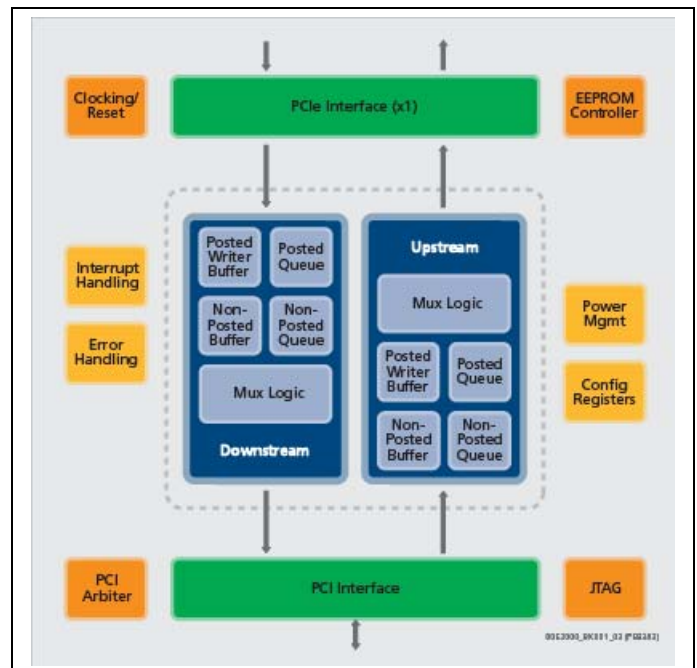 Clocking/
Reset
PCIe Interface (x1)
EEPROM
Controller
Interrupt
Handling
Error
Handling
Posted
Writer
Buffer
Posted
Queue
Non-
Posted
Buffer
Non-
Posted
Queue
Mux Logic
Downstream
Upstream
Mux Logic
Posted
Writer
Buffer
Posted
Queue
Non-
Posted
Buffer
Non-
Posted
Queue
Power
Mgmt
Config
Registers
PCI
Arbiter
PCI Interface
JTAG